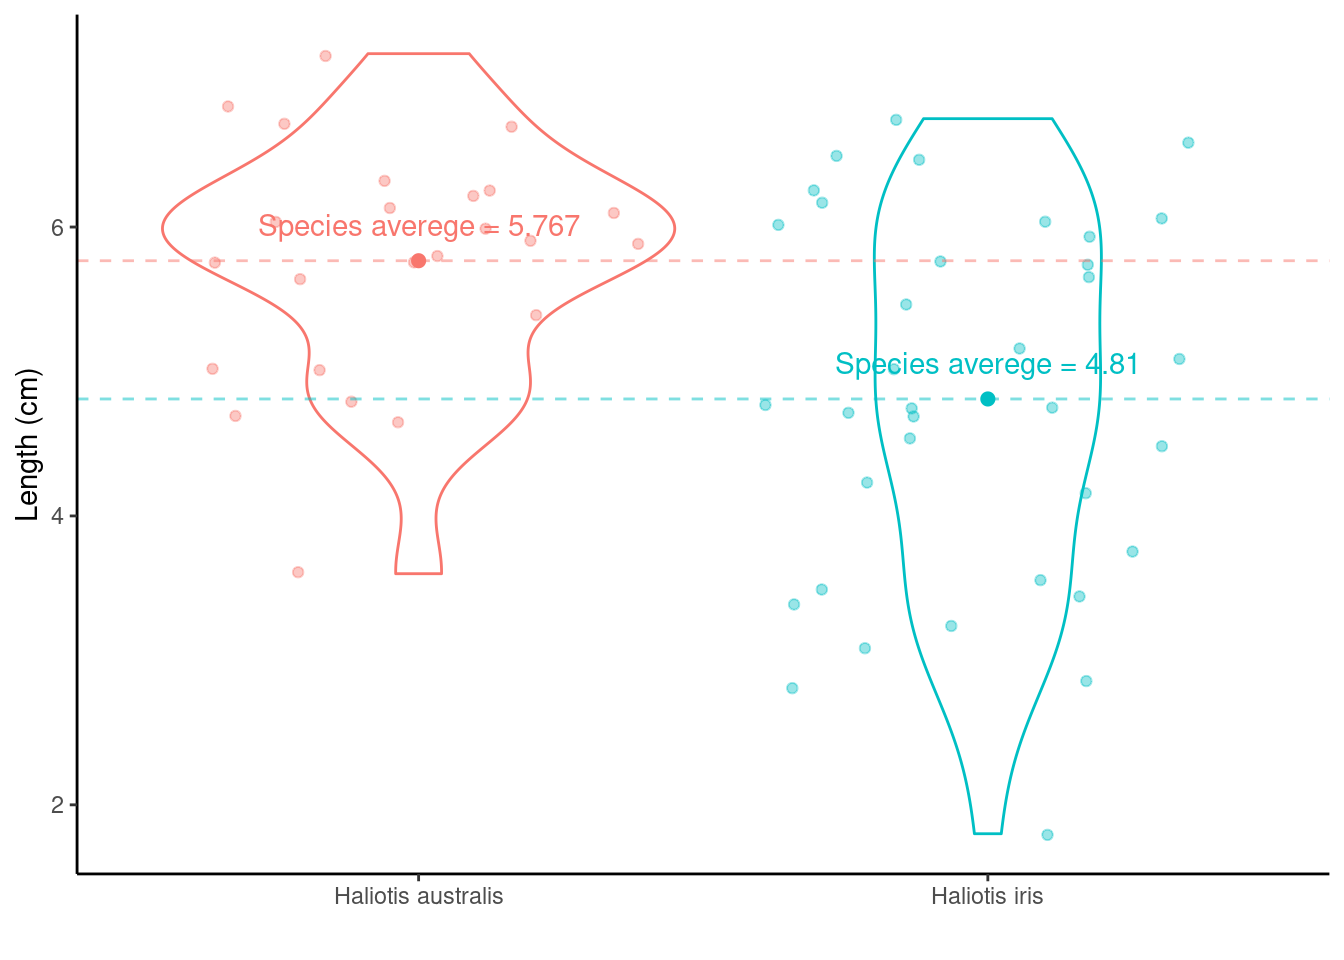 Length (cm)
6
4
2
Species averege = 5.767
Species averege = 4.81
Haliotis australis
Haliotis iris